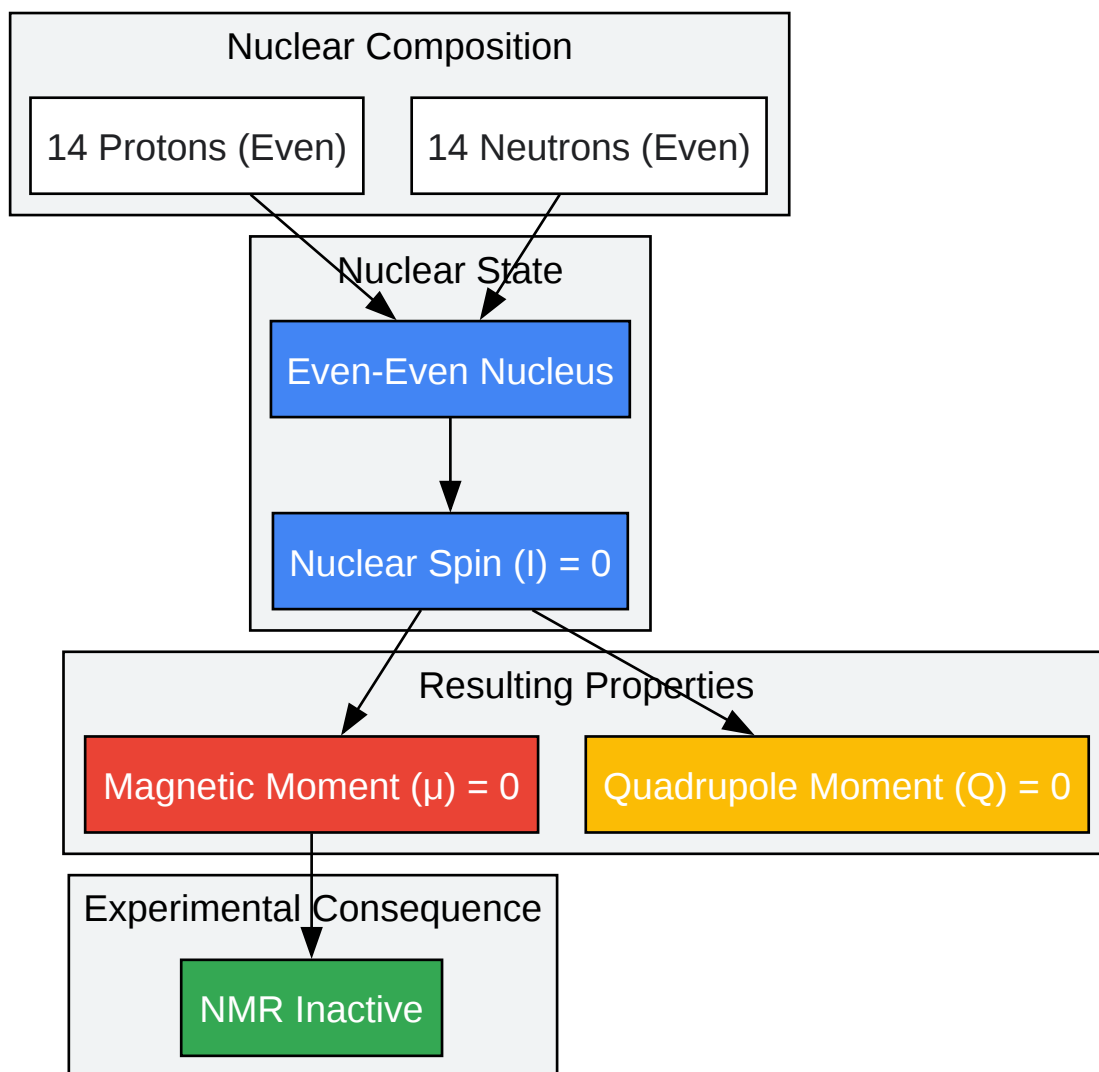 Nuclear Composition
14 Protons (Even)
14 Neutrons (Even)
Nuclear State
Even-Even Nucleus
Nuclear Spin (I) = 0
Resulting Properties
Magnetic Moment (μ) = 0
Quadrupole Moment (Q) = 0
Experimental Consequence
NMR Inactive